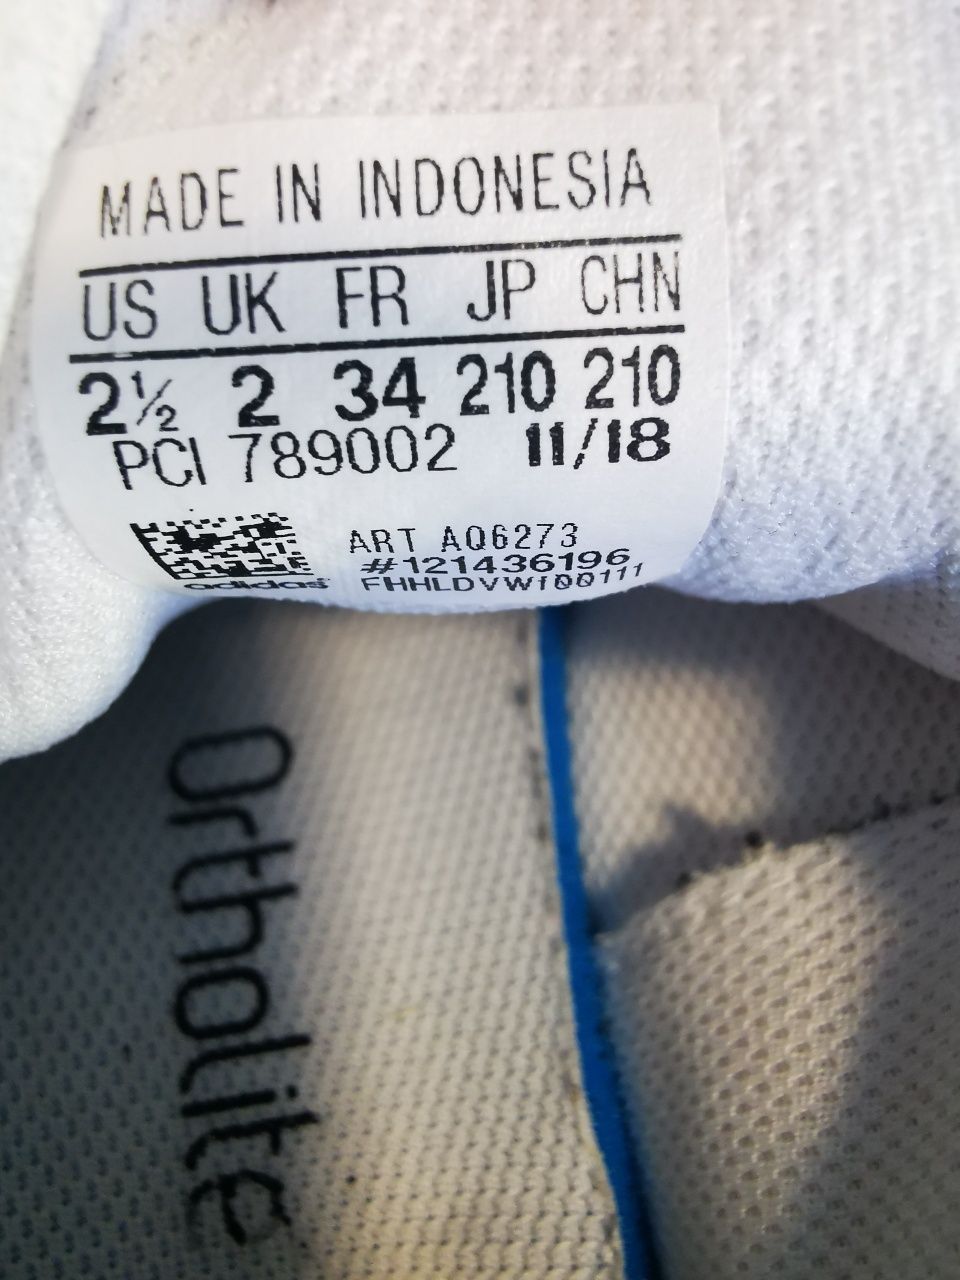 MADE IN INDONESIA
US UK FR JP CHN
2½ 2 34 210 210
PCI 789002 11/18
ART AQ6273
#121436196
FHHLDVW100111
adidas
Ortholite